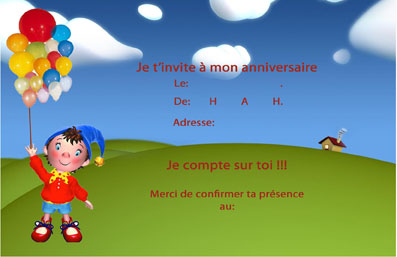 Je t'invite à mon anniversaire
Le: .
De: H A H.
Adresse:
Je compte sur toi !!!
Merci de confirmer ta présence
au: